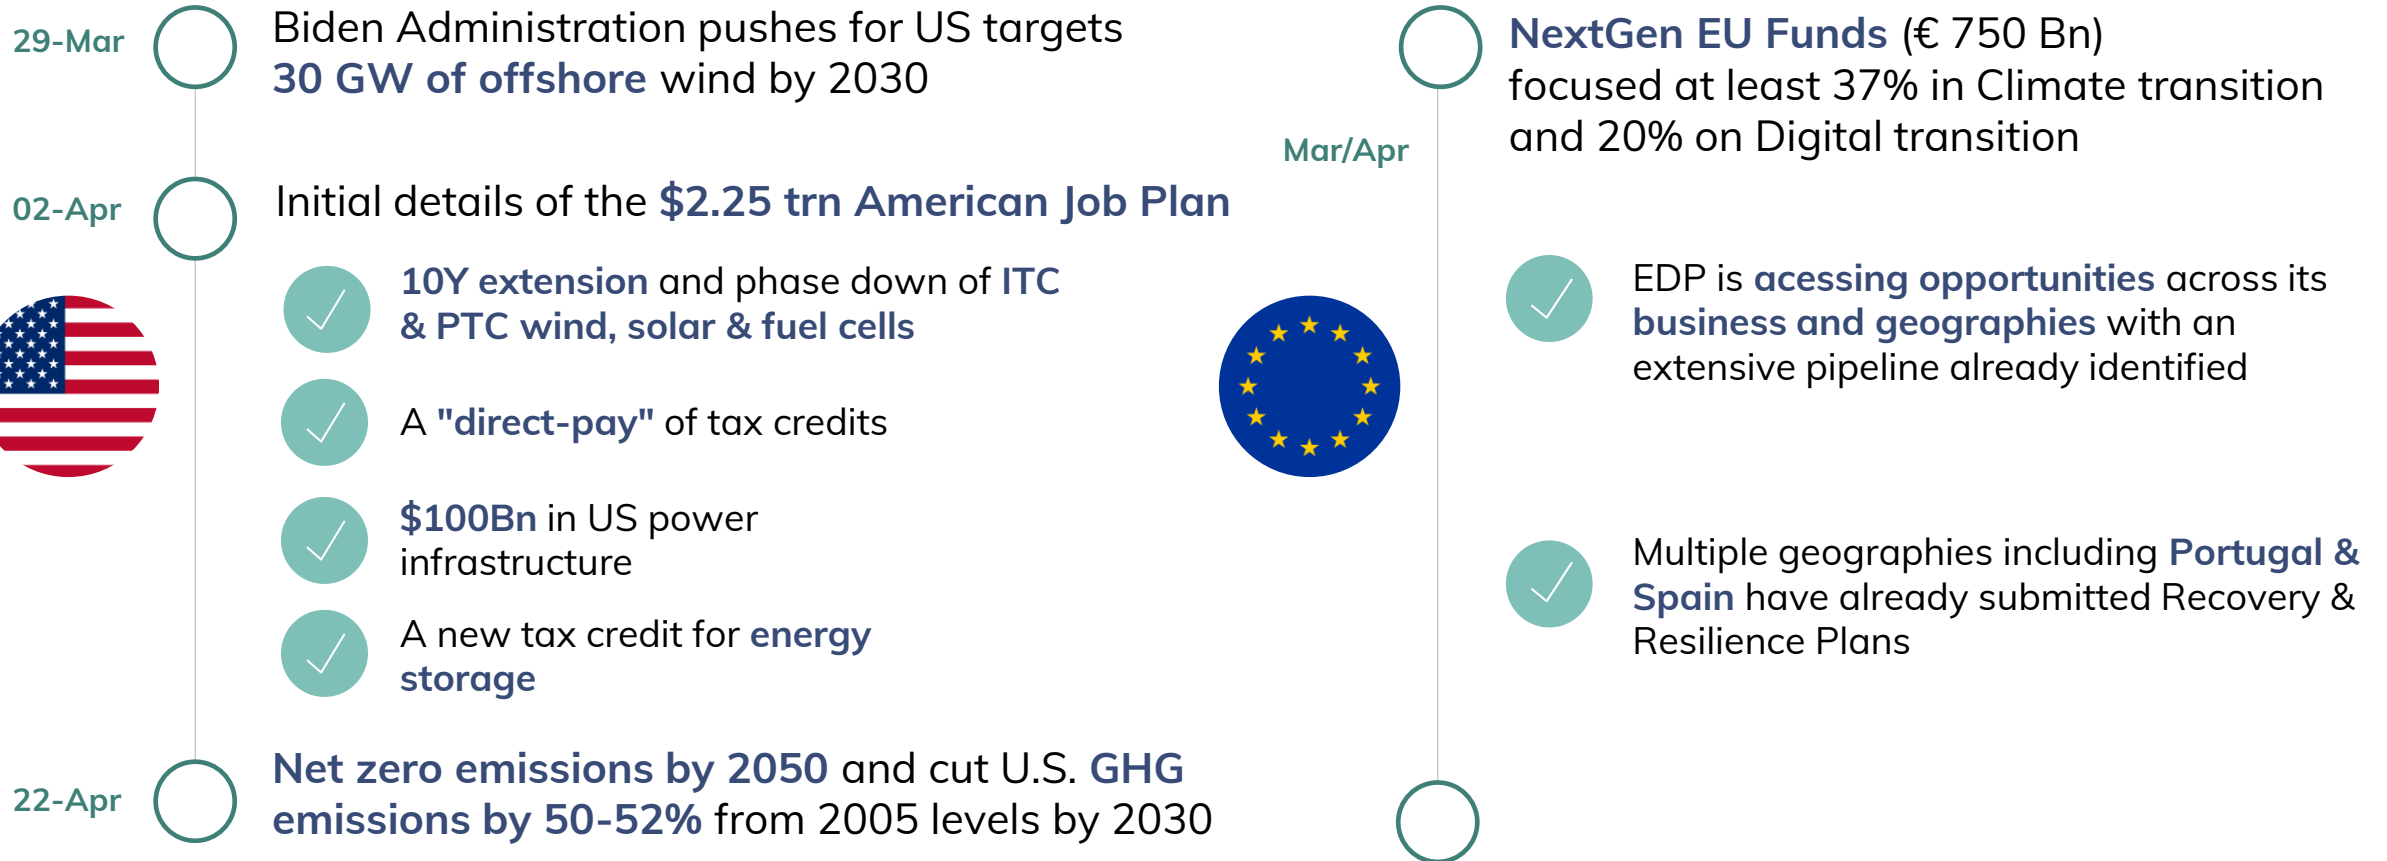 29-Mar
Biden Administration pushes for US targets
30 GW of offshore wind by 2030
02-Apr
Initial details of the $2.25 trn American Job Plan
10Y extension and phase down of ITC
& PTC wind, solar & fuel cells
A "direct-pay" of tax credits
$100Bn in US power
infrastructure
A new tax credit for energy
storage
22-Apr
Net zero emissions by 2050 and cut U.S. GHG
emissions by 50-52% from 2005 levels by 2030
Mar/Apr
NextGen EU Funds (€ 750 Bn)
focused at least 37% in Climate transition
and 20% on Digital transition
EDP is acessing opportunities across its
business and geographies with an
extensive pipeline already identified
Multiple geographies including Portugal &
Spain have already submitted Recovery &
Resilience Plans